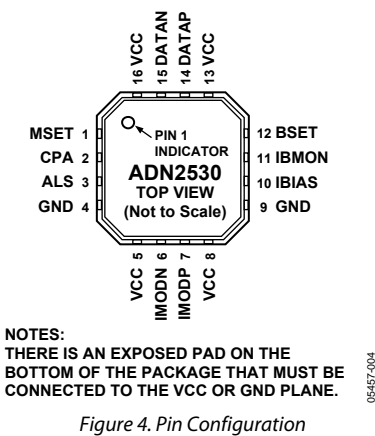 16 VCC
15 DATAN
14 DATAP
13 VCC
MSET 1
CPA 2
ALS 3
GND 4
PIN 1
INDICATOR
ADN2530
TOP VIEW
(Not to Scale)
12 BSET
11 IBMON
10 IBIAS
9 GND
VCC 5
IMODN 6
IMODP 7
VCC 8
NOTES:
THERE IS AN EXPOSED PAD ON THE
BOTTOM OF THE PACKAGE THAT MUST BE
CONNECTED TO THE VCC OR GND PLANE.
05457-004
Figure 4. Pin Configuration